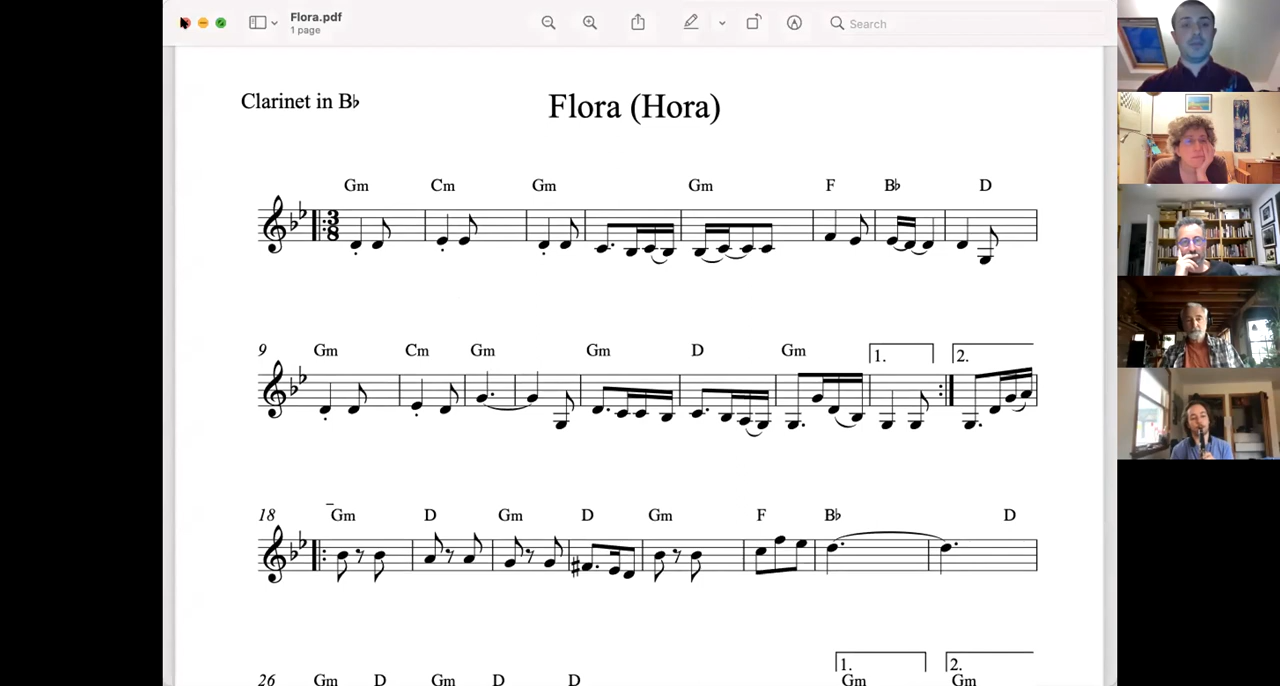 Flora.pdf
1 page
Search
Clarinet in B♭
Flora (Hora)
Gm Cm Gm Gm F B♭ D
3
8
9 Gm Cm Gm Gm D Gm 1. 2.
18 Gm D Gm D Gm F B♭ D
1. 2.
26 Gm D Gm D D Gm Gm